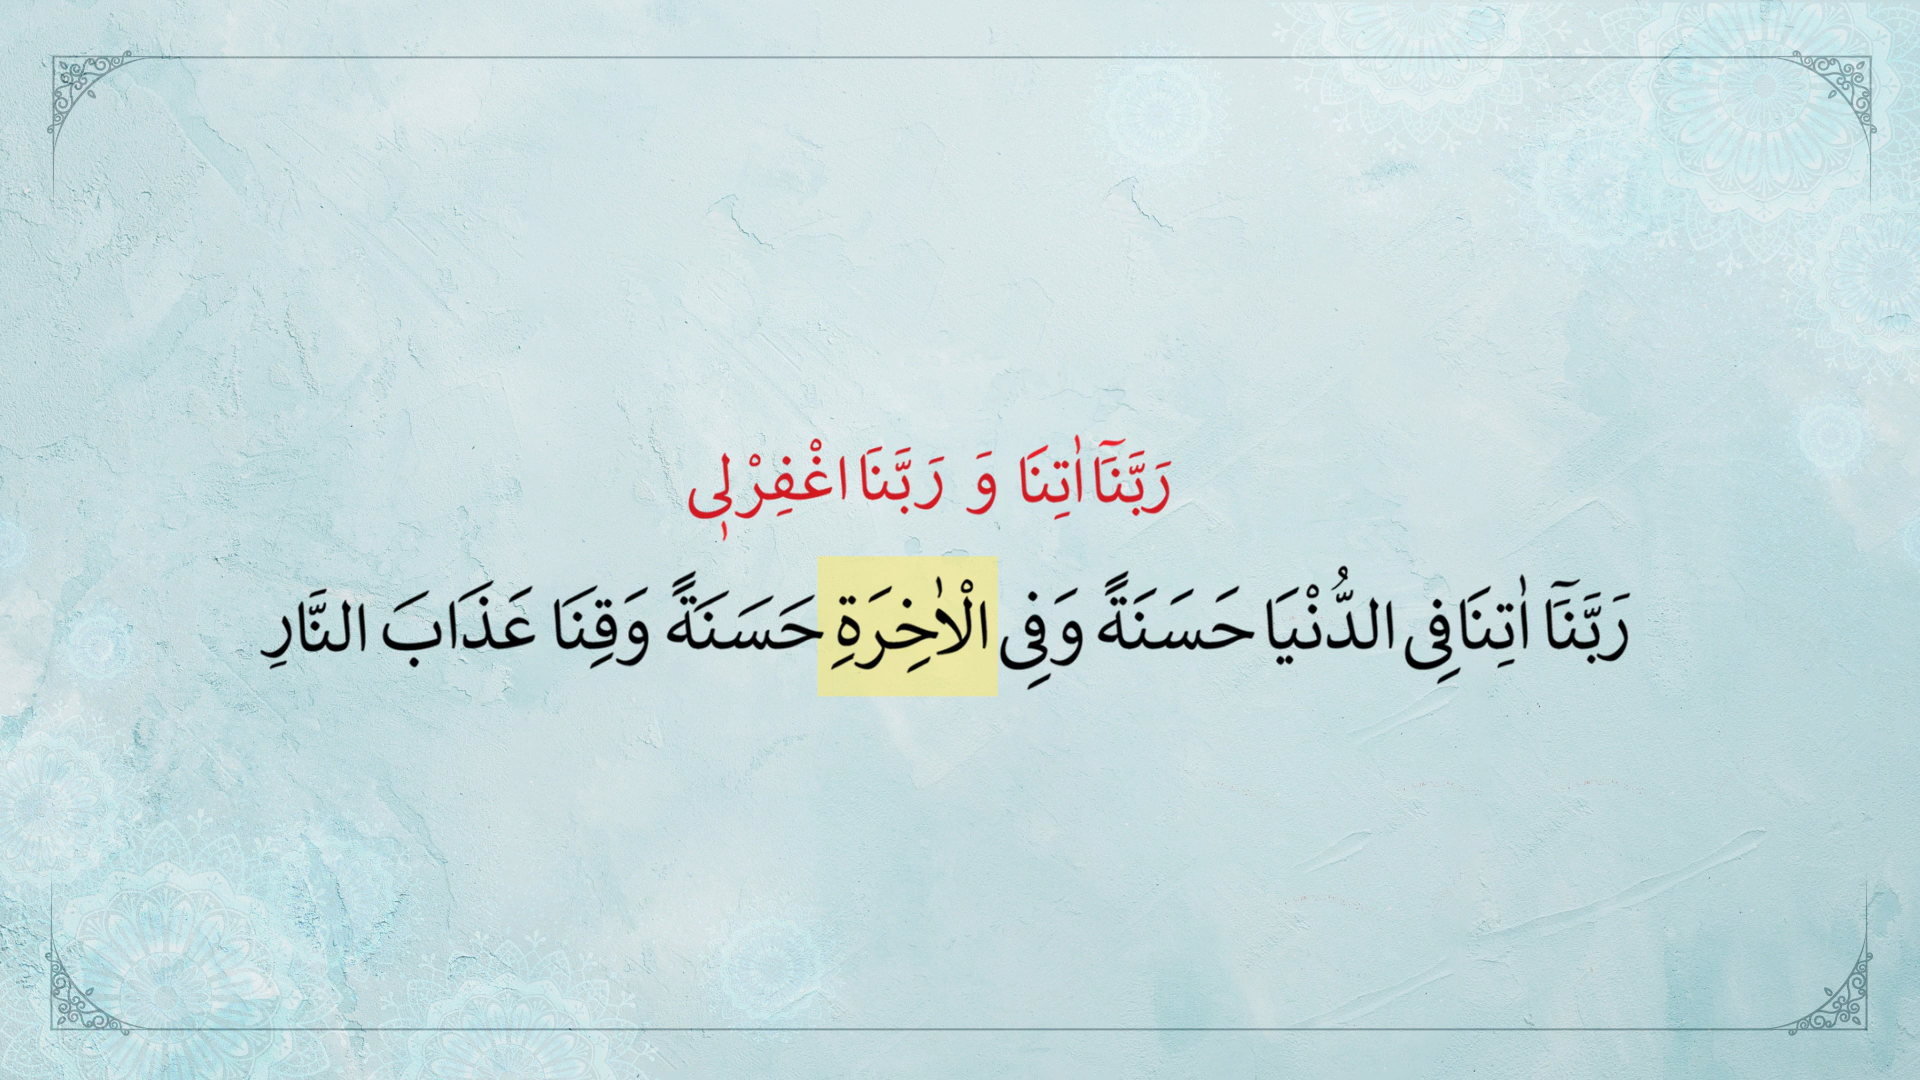 رَبَّنَٓا اٰتِنَا وَ رَبَّنَا اغْفِرْلٖى
رَبَّنَٓا اٰتِنَا فِى الدُّنْيَا حَسَنَةً وَفِى الْاٰخِرَةِ حَسَنَةً وَقِنَا عَذَابَ النَّارِ